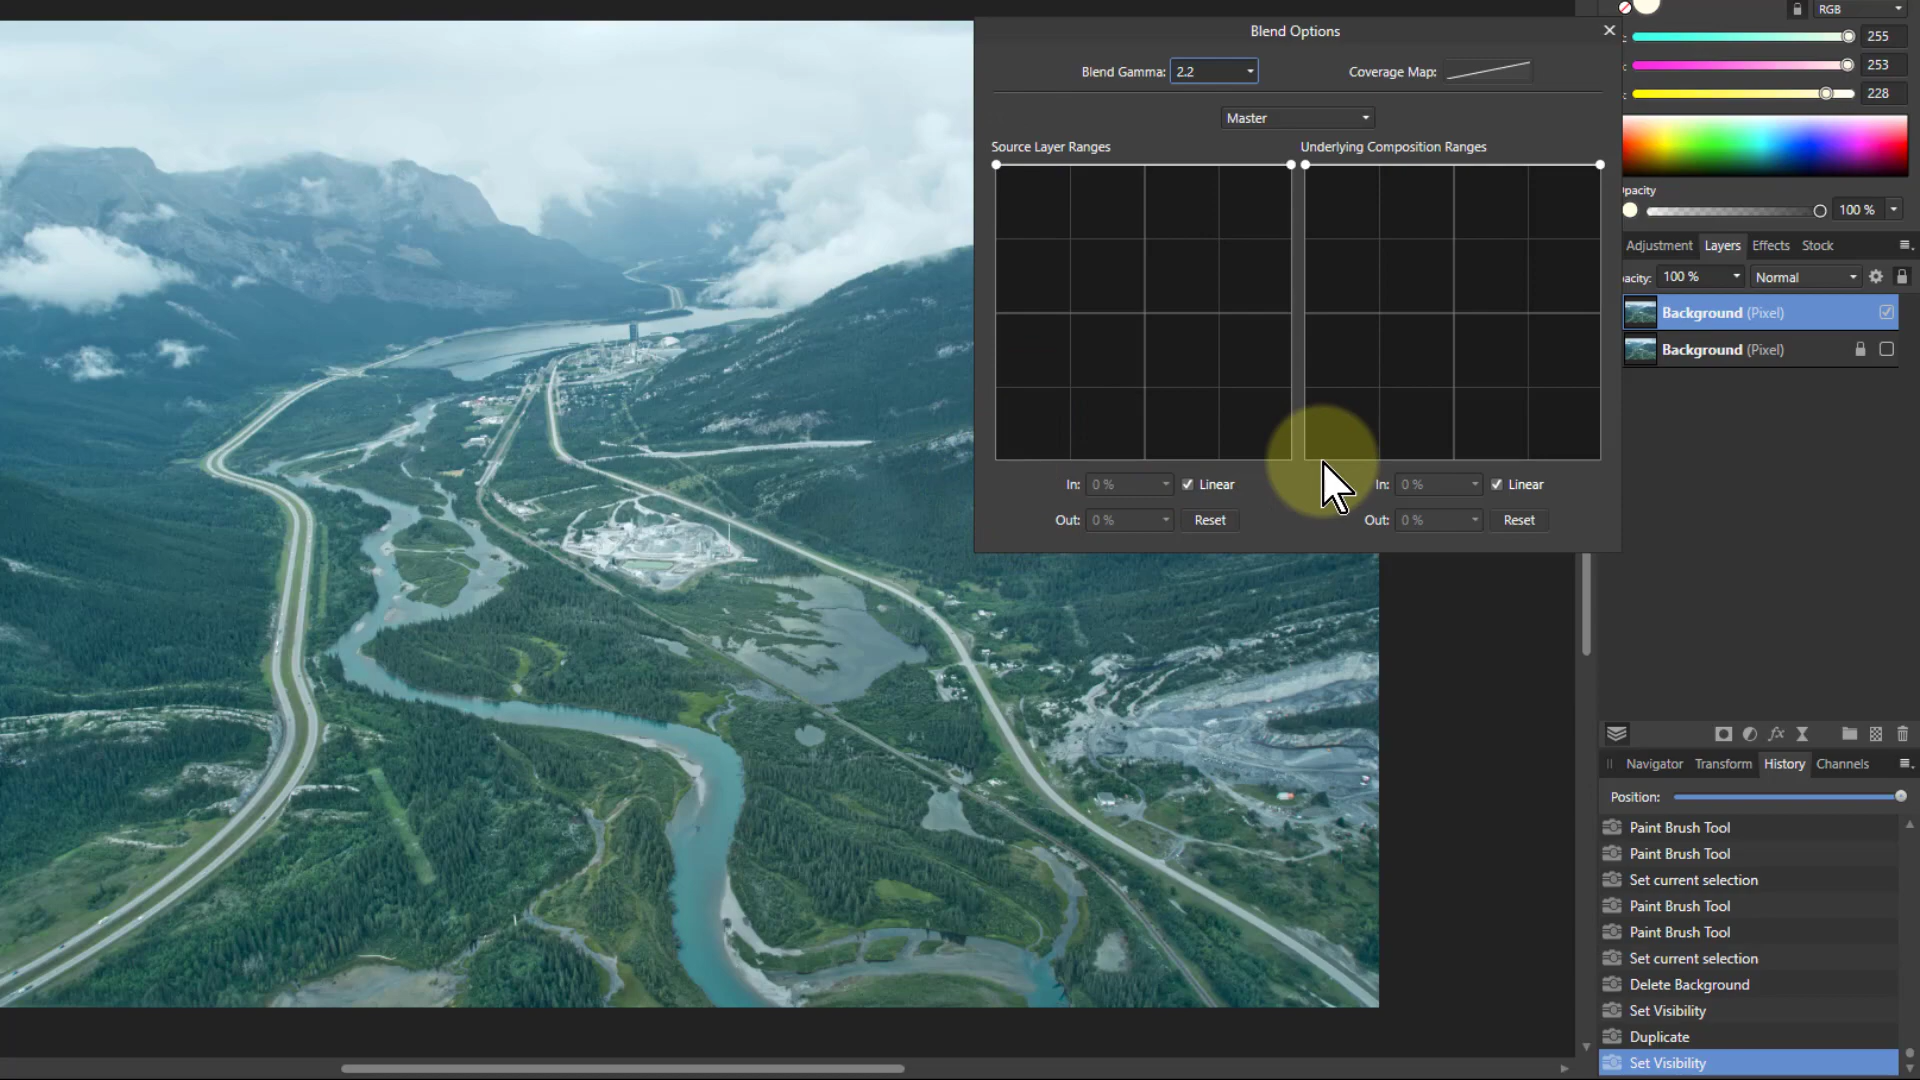 RGB
Blend Options
255
Blend Gamma: 2.2
Coverage Map:
253
228
Master
Source Layer Ranges
Underlying Composition Ranges
pacity
100 %
Adjustment Layers Effects Stock
acity: 100 % Normal
Background (Pixel)
Background (Pixel)
In: 0 % Linear
In: 0 % Linear
Out: 0 % Reset
Out: 0 % Reset
fx
Navigator Transform History Channels
Position:
Paint Brush Tool
Paint Brush Tool
Set current selection
Paint Brush Tool
Paint Brush Tool
Set current selection
Delete Background
Set Visibility
Duplicate
Set Visibility